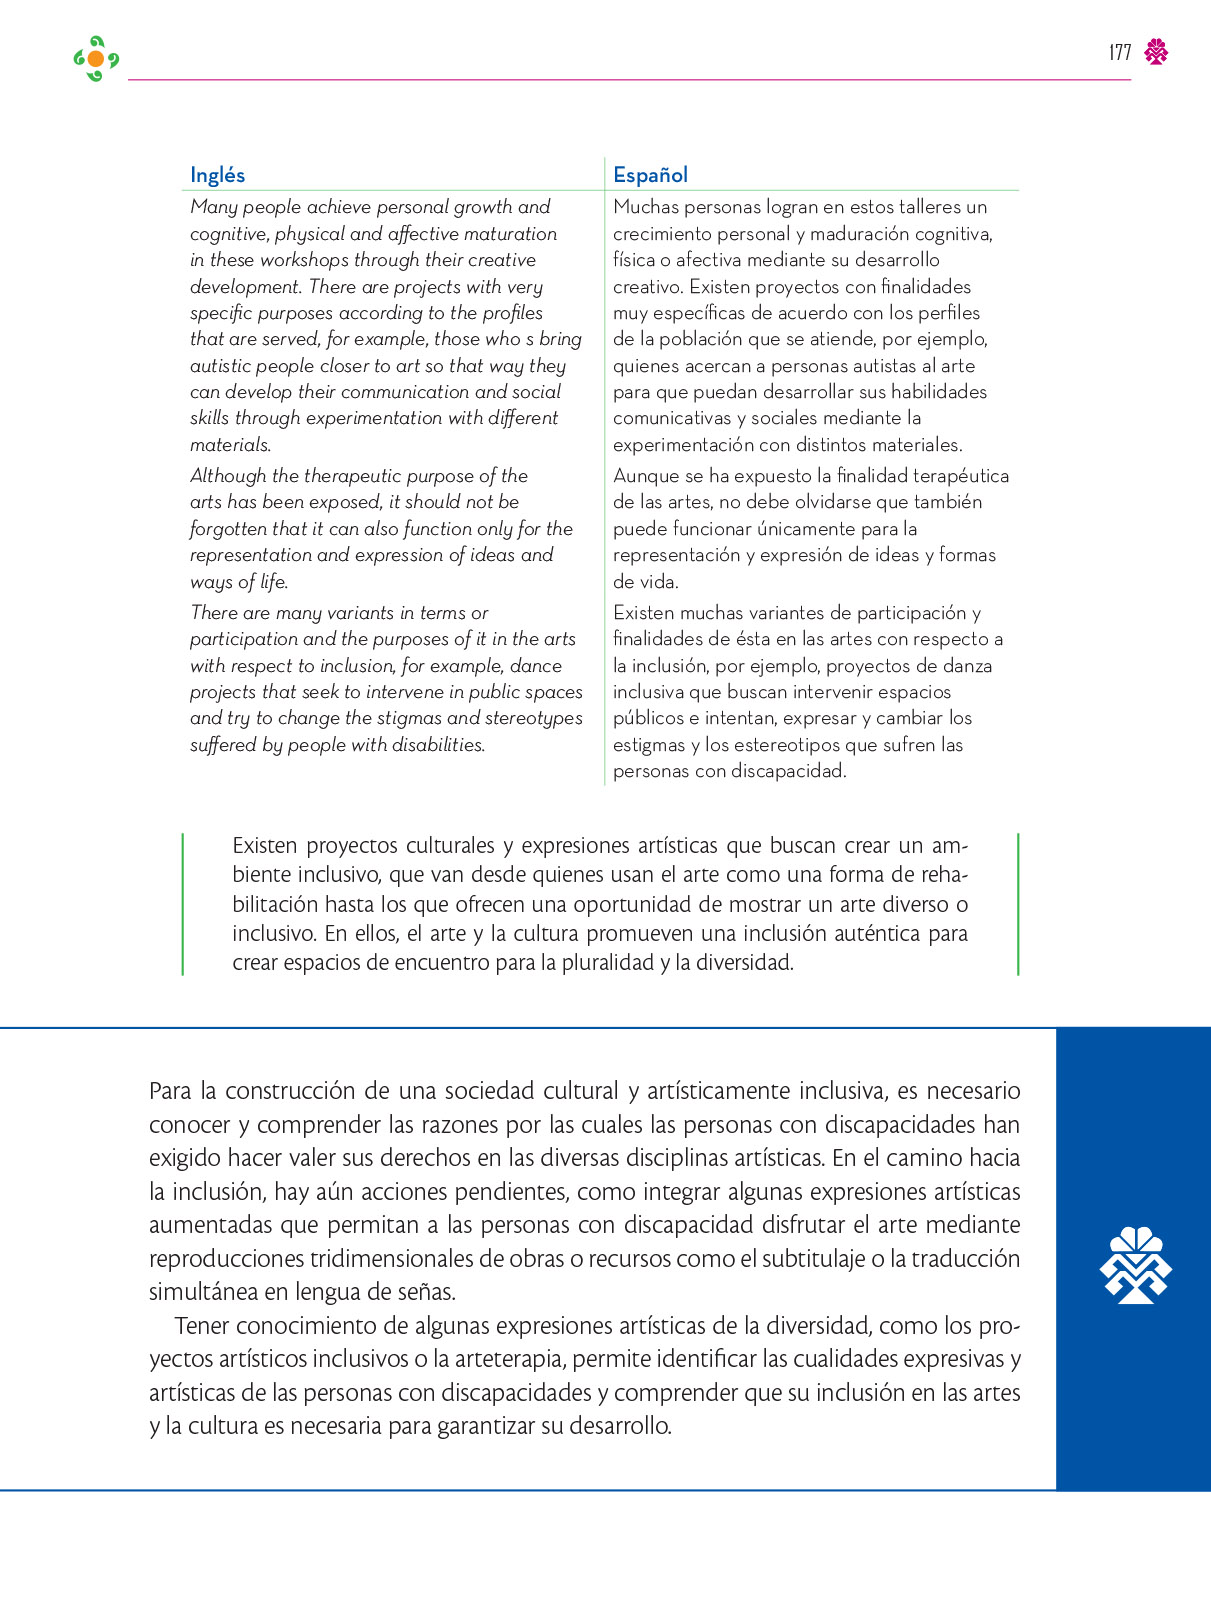 177
Inglés
Many people achieve personal growth and
cognitive, physical and affective maturation
in these workshops through their creative
development. There are projects with very
specific purposes according to the profiles
that are served, for example, those who s bring
autistic people closer to art so that way they
can develop their communication and social
skills through experimentation with different
materials.
Although the therapeutic purpose of the
arts has been exposed, it should not be
forgotten that it can also function only for the
representation and expression of ideas and
ways of life.
There are many variants in terms or
participation and the purposes of it in the arts
with respect to inclusion, for example, dance
projects that seek to intervene in public spaces
and try to change the stigmas and stereotypes
suffered by people with disabilities.
Español
Muchas personas logran en estos talleres un
crecimiento personal y maduración cognitiva,
física o afectiva mediante su desarrollo
creativo. Existen proyectos con finalidades
muy específicas de acuerdo con los perfiles
de la población que se atiende, por ejemplo,
quienes acercan a personas autistas al arte
para que puedan desarrollar sus habilidades
comunicativas y sociales mediante la
experimentación con distintos materiales.
Aunque se ha expuesto la finalidad terapéutica
de las artes, no debe olvidarse que también
puede funcionar únicamente para la
representación y expresión de ideas y formas
de vida.
Existen muchas variantes de participación y
finalidades de ésta en las artes con respecto a
la inclusión, por ejemplo, proyectos de danza
inclusiva que buscan intervenir espacios
públicos e intentan, expresar y cambiar los
estigmas y los estereotipos que sufren las
personas con discapacidad.
Existen proyectos culturales y expresiones artísticas que buscan crear un am-
biente inclusivo, que van desde quienes usan el arte como una forma de reha-
bilitación hasta los que ofrecen una oportunidad de mostrar un arte diverso o
inclusivo. En ellos, el arte y la cultura promueven una inclusión auténtica para
crear espacios de encuentro para la pluralidad y la diversidad.
Para la construcción de una sociedad cultural y artísticamente inclusiva, es necesario
conocer y comprender las razones por las cuales las personas con discapacidades han
exigido hacer valer sus derechos en las diversas disciplinas artísticas. En el camino hacia
la inclusión, hay aún acciones pendientes, como integrar algunas expresiones artísticas
aumentadas que permitan a las personas con discapacidad disfrutar el arte mediante
reproducciones tridimensionales de obras o recursos como el subtitulaje o la traducción
simultánea en lengua de señas.
Tener conocimiento de algunas expresiones artísticas de la diversidad, como los pro-
yectos artísticos inclusivos o la arteterapia, permite identificar las cualidades expresivas y
artísticas de las personas con discapacidades y comprender que su inclusión en las artes
y la cultura es necesaria para garantizar su desarrollo.